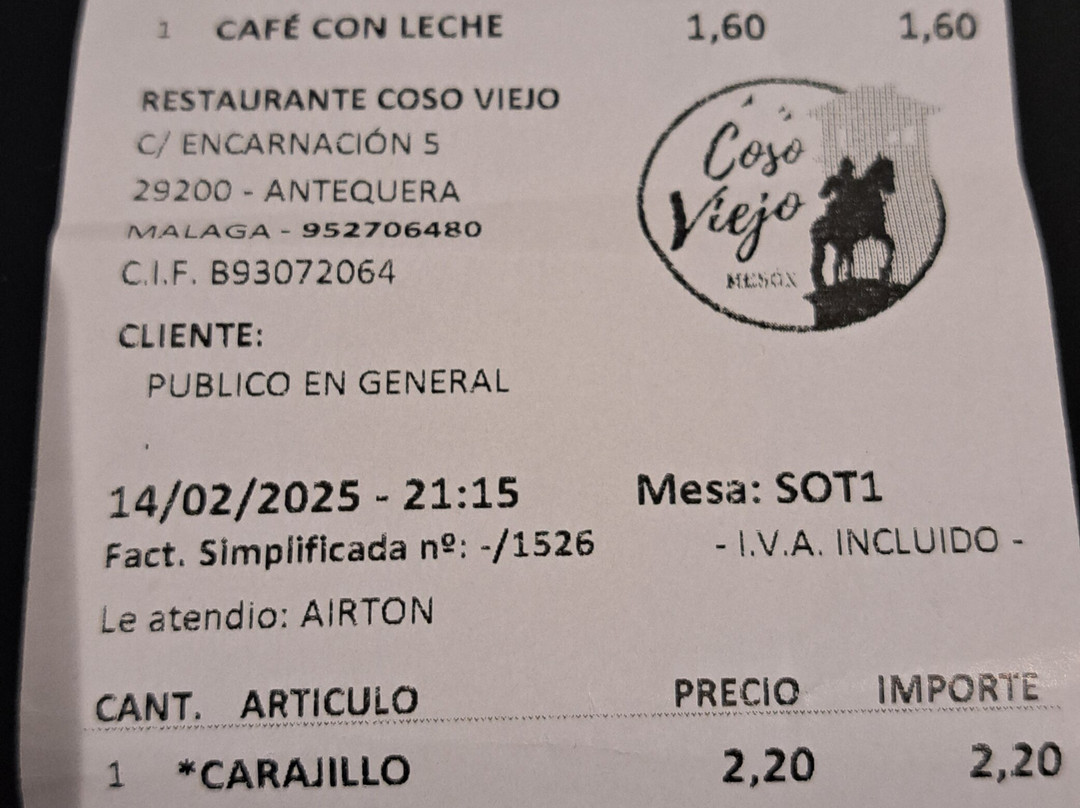 1 CAFÉ CON LECHE 1,60 1,60
RESTAURANTE COSO VIEJO
C/ ENCARNACIÓN 5
29200 - ANTEQUERA
MALAGA - 952706480
C.I.F. B93072064
Coso
Viejo
MESÓN
CLIENTE:
PUBLICO EN GENERAL
.
14/02/2025 - 21:15 Mesa: SOT1
Fact. Simplificada nº: -/1526 - I.V.A. INCLUIDO -
Le atendio: AIRTON
CANT. ARTICULO PRECIO IMPORTE
1 *CARAJILLO 2,20 2,20